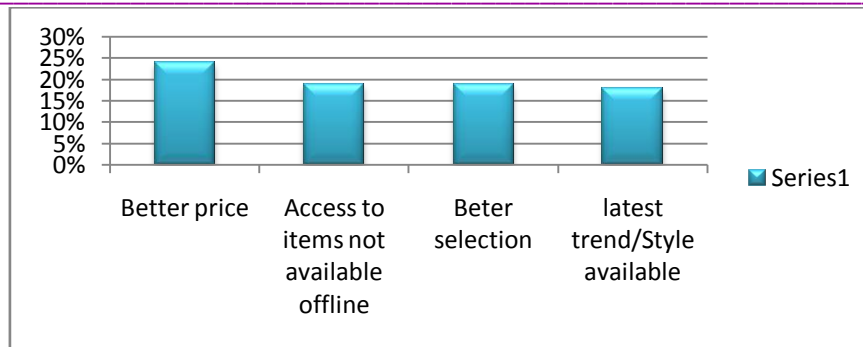 30%
25%
20%
15%
10%
5%
0%
Better price
Access to
items not
available
offline
Beter
selection
latest
trend/Style
available
Series1